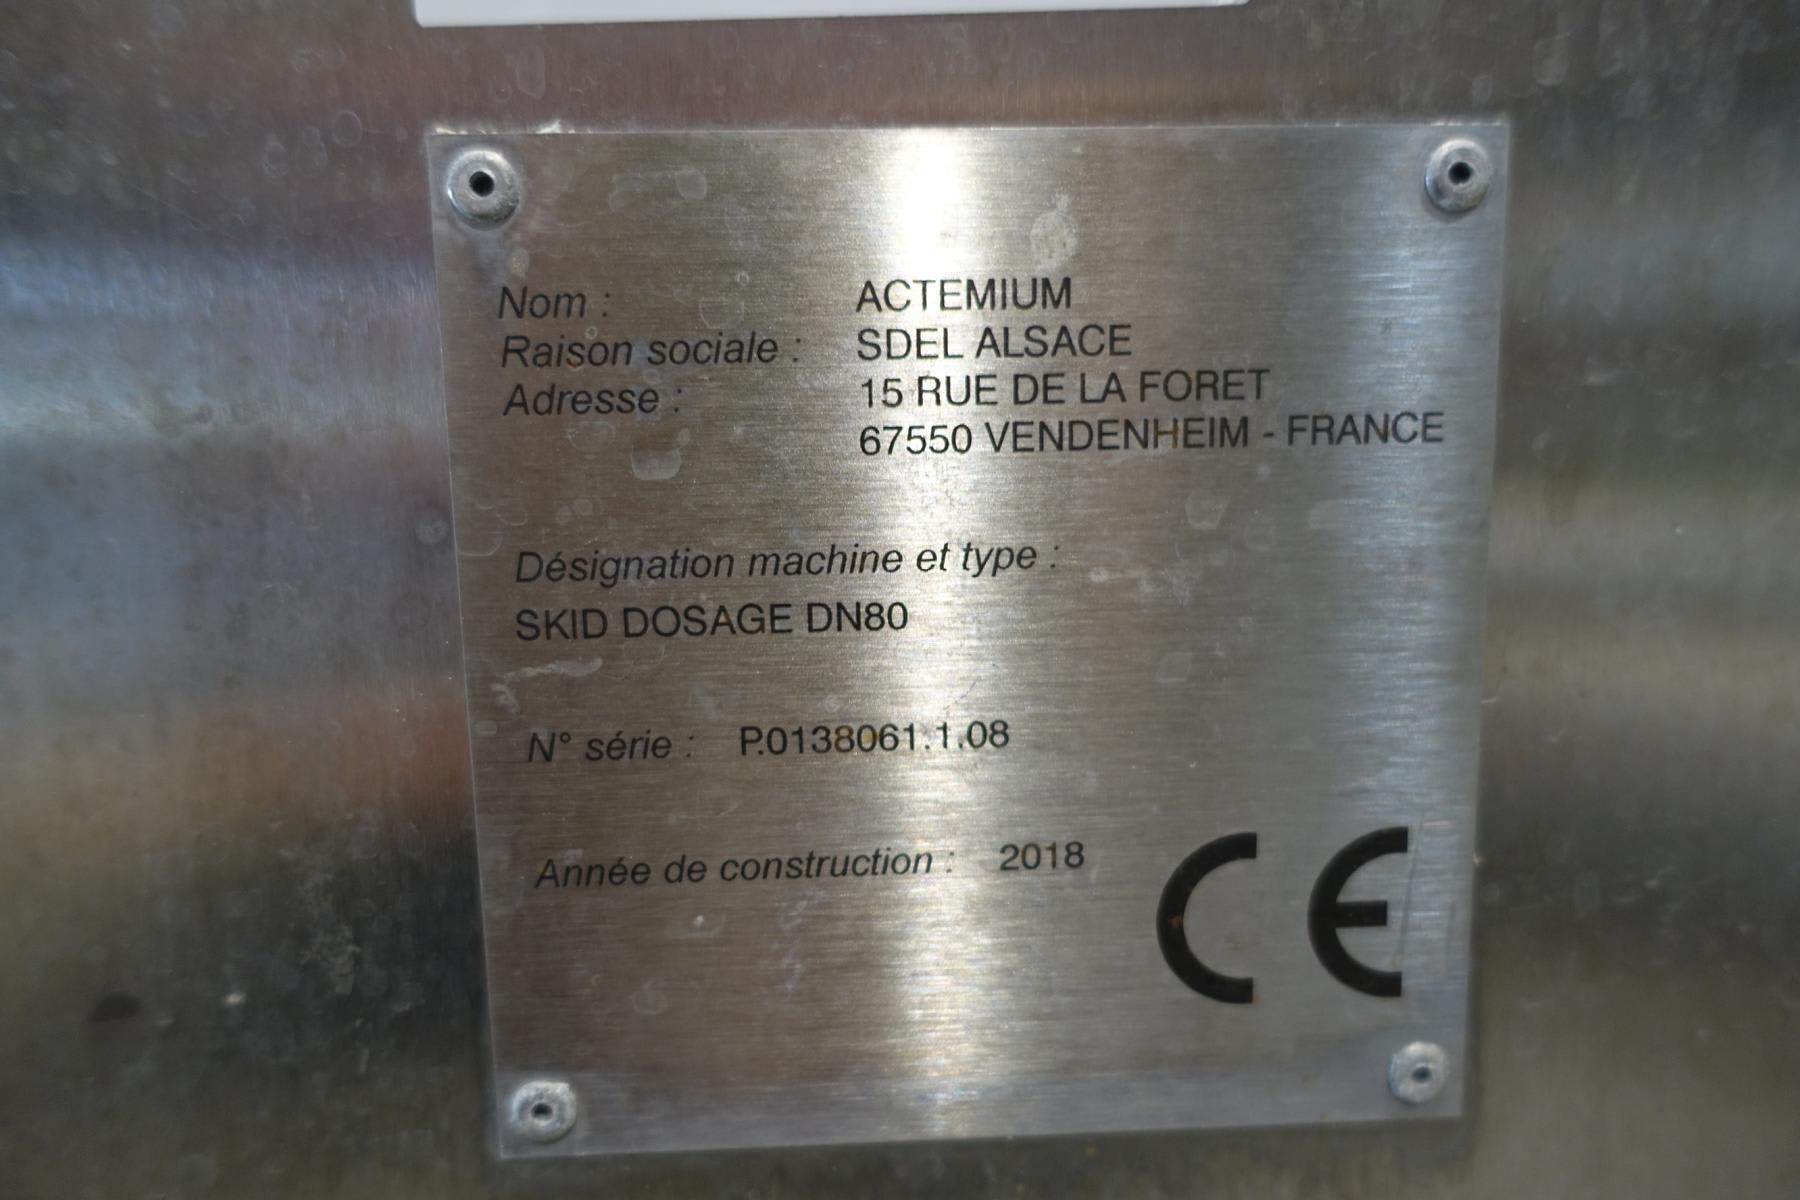 Nom : ACTEMIUM
Raison sociale : SDEL ALSACE
Adresse : 15 RUE DE LA FORET
67550 VENDENHEIM - FRANCE
Désignation machine et type :
SKID DOSAGE DN80
N° série : P.0138061.1.08
Année de construction : 2018
CE